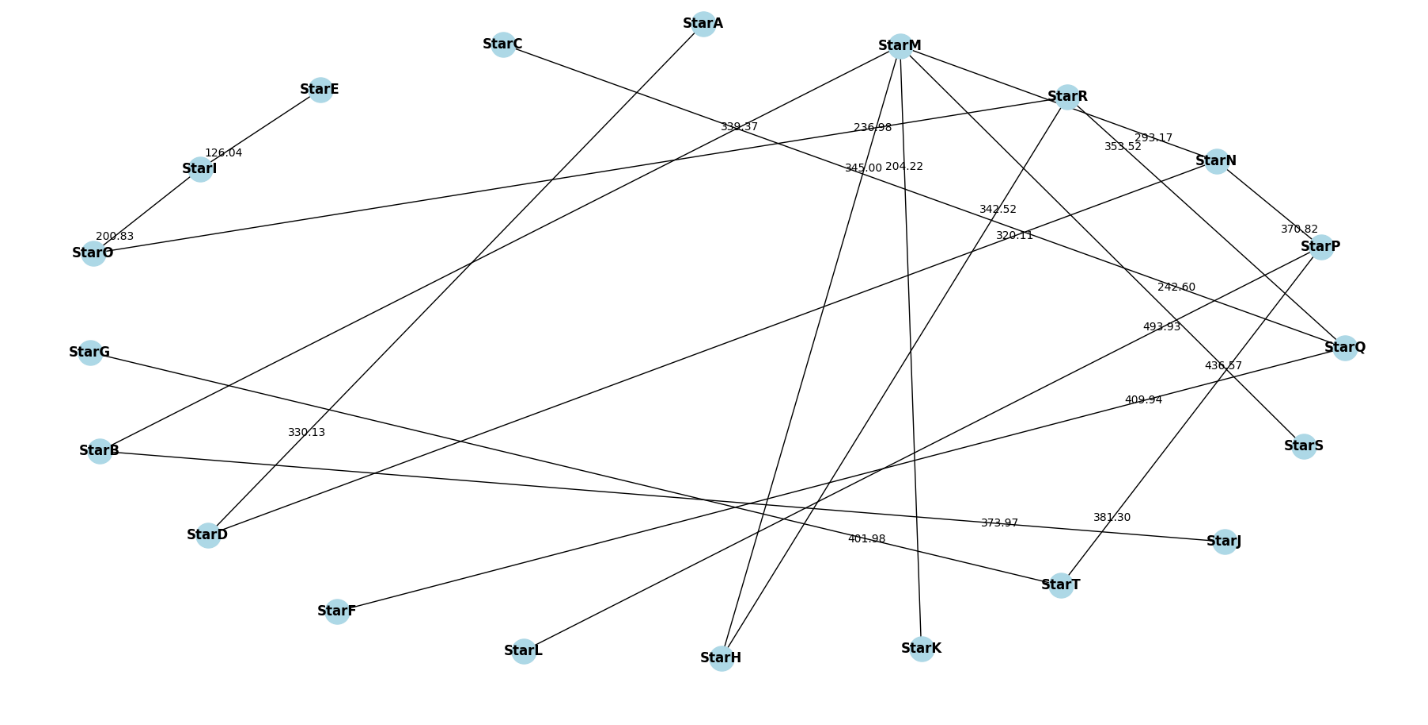 StarA
StarC
StarM
StarE
StarR
339.37
236.98
293.17
353.52
126.04
StarN
345.00
204.22
StarI
342.52
370.82
200.83
320.11
StarP
StarO
242.60
493.93
StarQ
StarG
436.57
409.94
330.13
StarS
StarB
381.30
373.97
StarD
401.98
StarJ
StarT
StarF
StarK
StarL
StarH